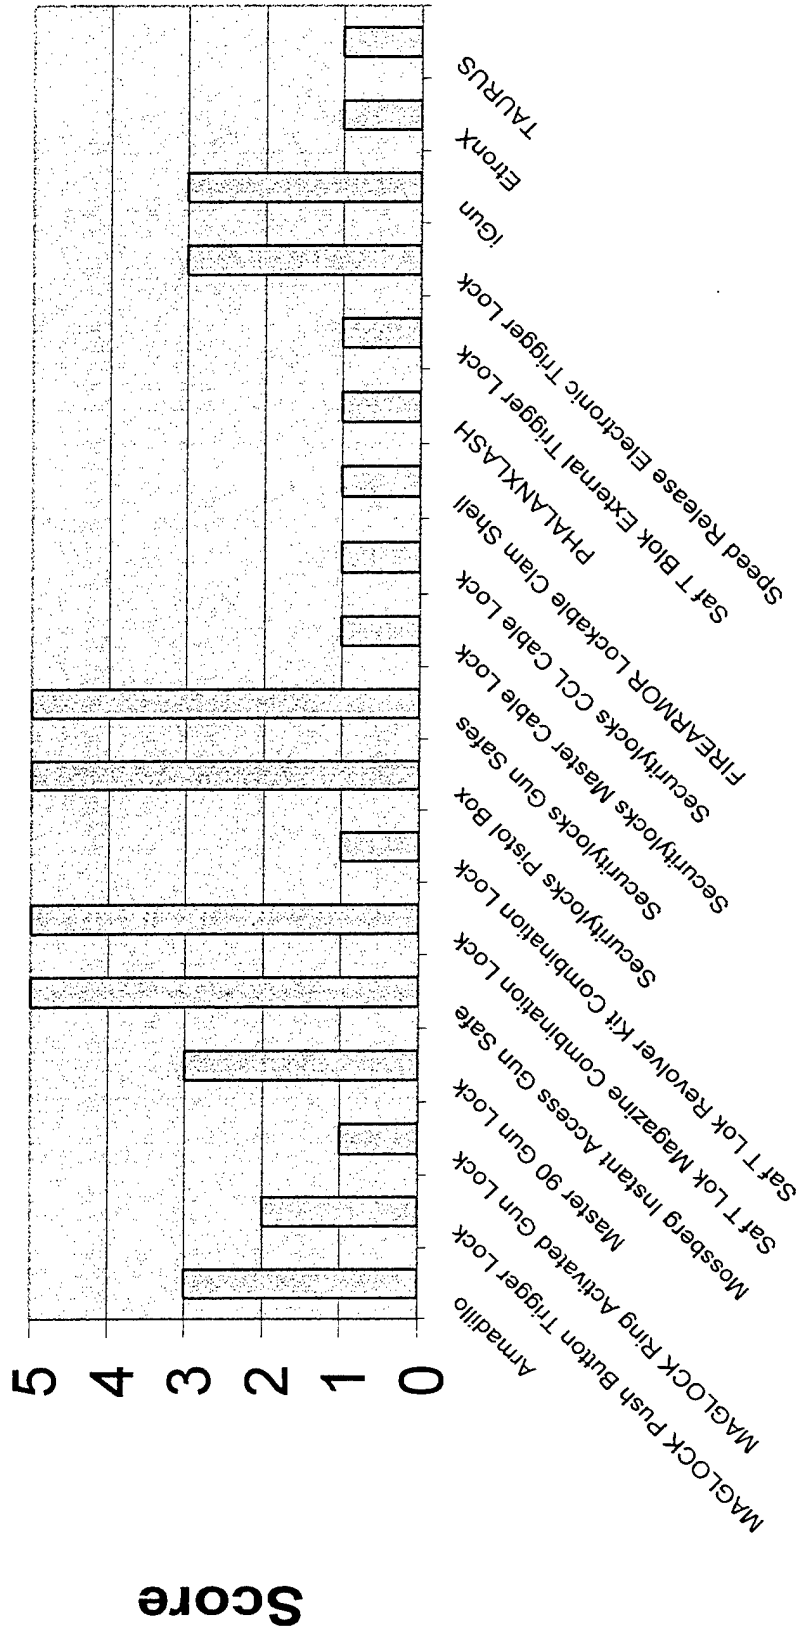 Score
5
4
3
2
1
0
Armadillo
MAGLOCK Push Button Trigger Lock
MAGLOCK Ring Activated Gun Lock
Master 90 Gun Lock
Mossberg Instant Access Gun Safe
Saf T Lok Magazine Combination Lock
Saf T Lok Revolver Kit Combination Lock
Securitylocks Pistol Box
Securitylocks Gun Safes
Securitylocks Master Cable Lock
Securitylocks CCL Cable Lock
FIREARMOR Lockable Clam Shell
PHALANXLASH
Saf T Blok External Trigger Lock
Speed Release Electronic Trigger Lock
iGun
EtronX
TAURUS